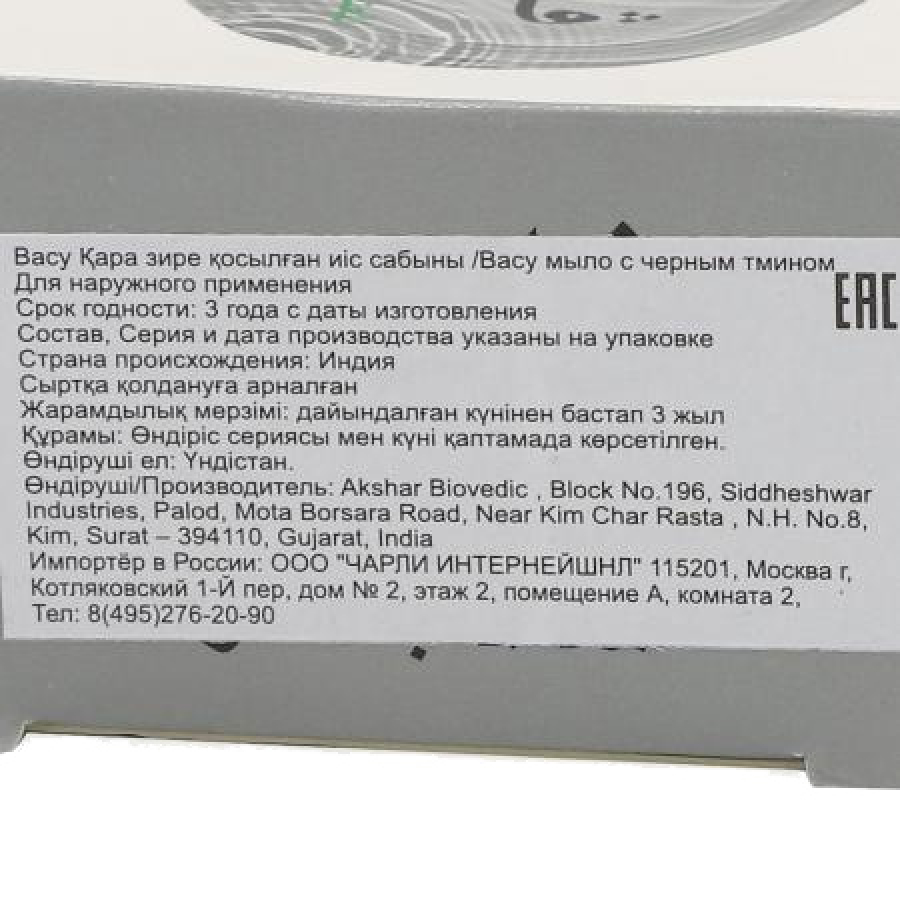 Васу Қара зире қосылған иіс сабыны /Васу мыло с черным тмином
Для наружного применения
Срок годности: 3 года с даты изготовления
Состав, Серия и дата производства указаны на упаковке
Страна происхождения: Индия
Сыртқа қолдануға арналған
Жарамдылық мерзімі: дайындалған күнінен бастап 3 жыл
Құрамы: Өндіріс сериясы мен күні қаптамада көрсетілген.
Өндіруші ел: Үндістан.
Өндіруші/Производитель: Akshar Biovedic , Block No.196, Siddheshwar
Industries, Palod, Mota Borsara Road, Near Kim Char Rasta , N.H. No.8,
Kim, Surat – 394110, Gujarat, India
Импортёр в России: ООО "ЧАРЛИ ИНТЕРНЕЙШНЛ" 115201, Москва г,
Котляковский 1-Й пер, дом № 2, этаж 2, помещение А, комната 2,
Тел: 8(495)276-20-90
EAC